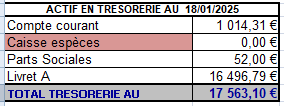 ACTIF EN TRESORERIE AU 18/01/2025
Compte courant 1 014,31 €
Caisse espèces 0,00 €
Parts Sociales 52,00 €
Livret A 16 496,79 €
TOTAL TRESORERIE AU 17 563,10 €